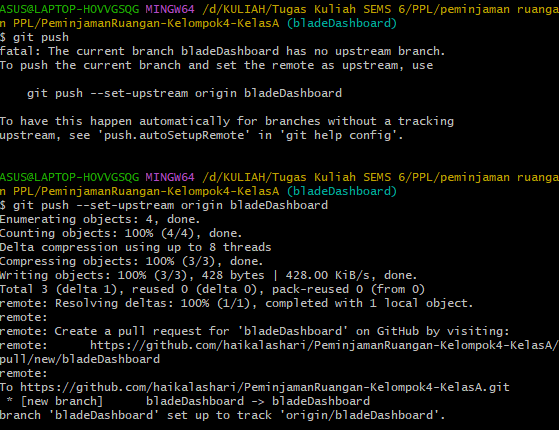 ASUS@LAPTOP-HOVVGSQG MINGW64 /d/KULIAH/Tugas Kuliah SEMS 6/PPL/peminjaman ruanga
n PPL/PeminjamanRuangan-Kelompok4-KelasA (bladeDashboard)
$ git push
fatal: The current branch bladeDashboard has no upstream branch.
To push the current branch and set the remote as upstream, use
git push --set-upstream origin bladeDashboard
To have this happen automatically for branches without a tracking
upstream, see 'push.autoSetupRemote' in 'git help config'.
ASUS@LAPTOP-HOVVGSQG MINGW64 /d/KULIAH/Tugas Kuliah SEMS 6/PPL/peminjaman ruanga
n PPL/PeminjamanRuangan-Kelompok4-KelasA (bladeDashboard)
$ git push --set-upstream origin bladeDashboard
Enumerating objects: 4, done.
Counting objects: 100% (4/4), done.
Delta compression using up to 8 threads
Compressing objects: 100% (3/3), done.
Writing objects: 100% (3/3), 428 bytes | 428.00 KiB/s, done.
Total 3 (delta 1), reused 0 (delta 0), pack-reused 0 (from 0)
remote: Resolving deltas: 100% (1/1), completed with 1 local object.
remote:
remote: Create a pull request for 'bladeDashboard' on GitHub by visiting:
remote:      https://github.com/haikalashari/PeminjamanRuangan-Kelompok4-KelasA/
pull/new/bladeDashboard
remote:
To https://github.com/haikalashari/PeminjamanRuangan-Kelompok4-KelasA.git
 * [new branch]      bladeDashboard -> bladeDashboard
branch 'bladeDashboard' set up to track 'origin/bladeDashboard'.